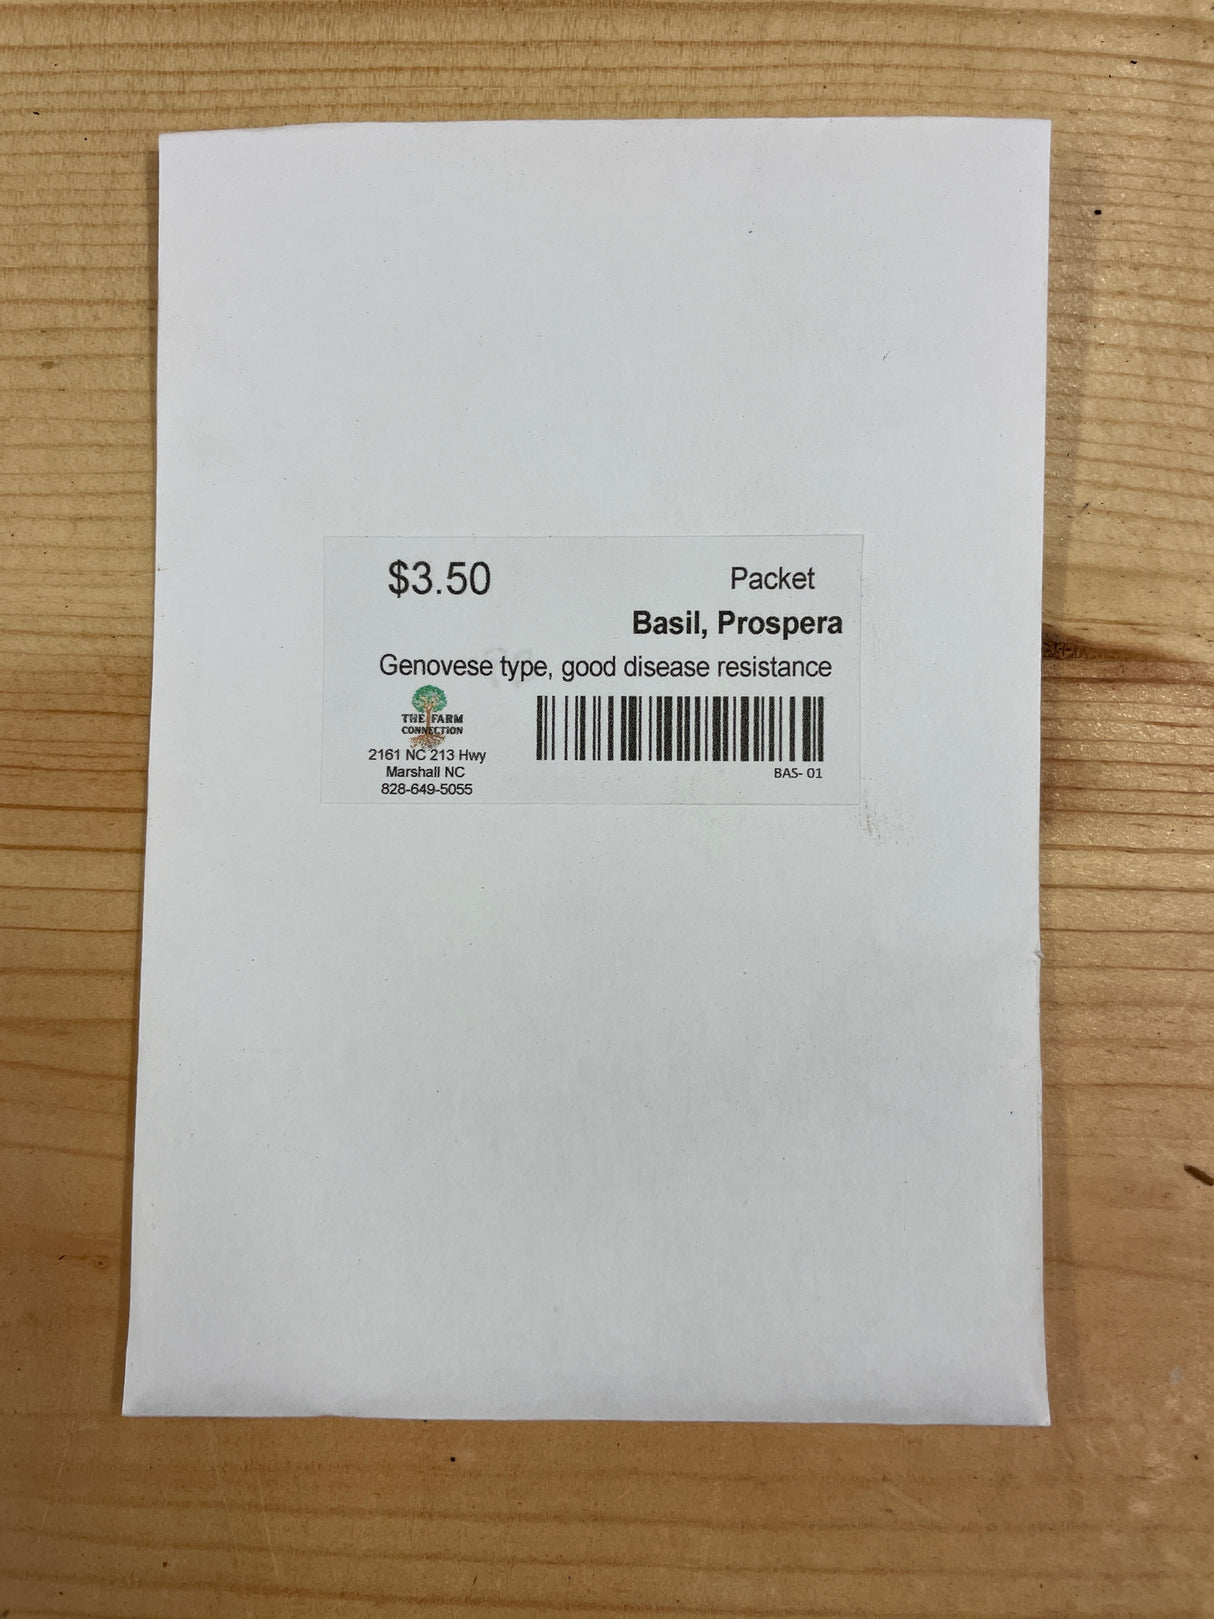 $3.50 Packet
Basil, Prospera
Genovese type, good disease resistance
THE FARM
CONNECTION
2161 NC 213 Hwy
Marshall NC
828-649-5055
BAS- 01